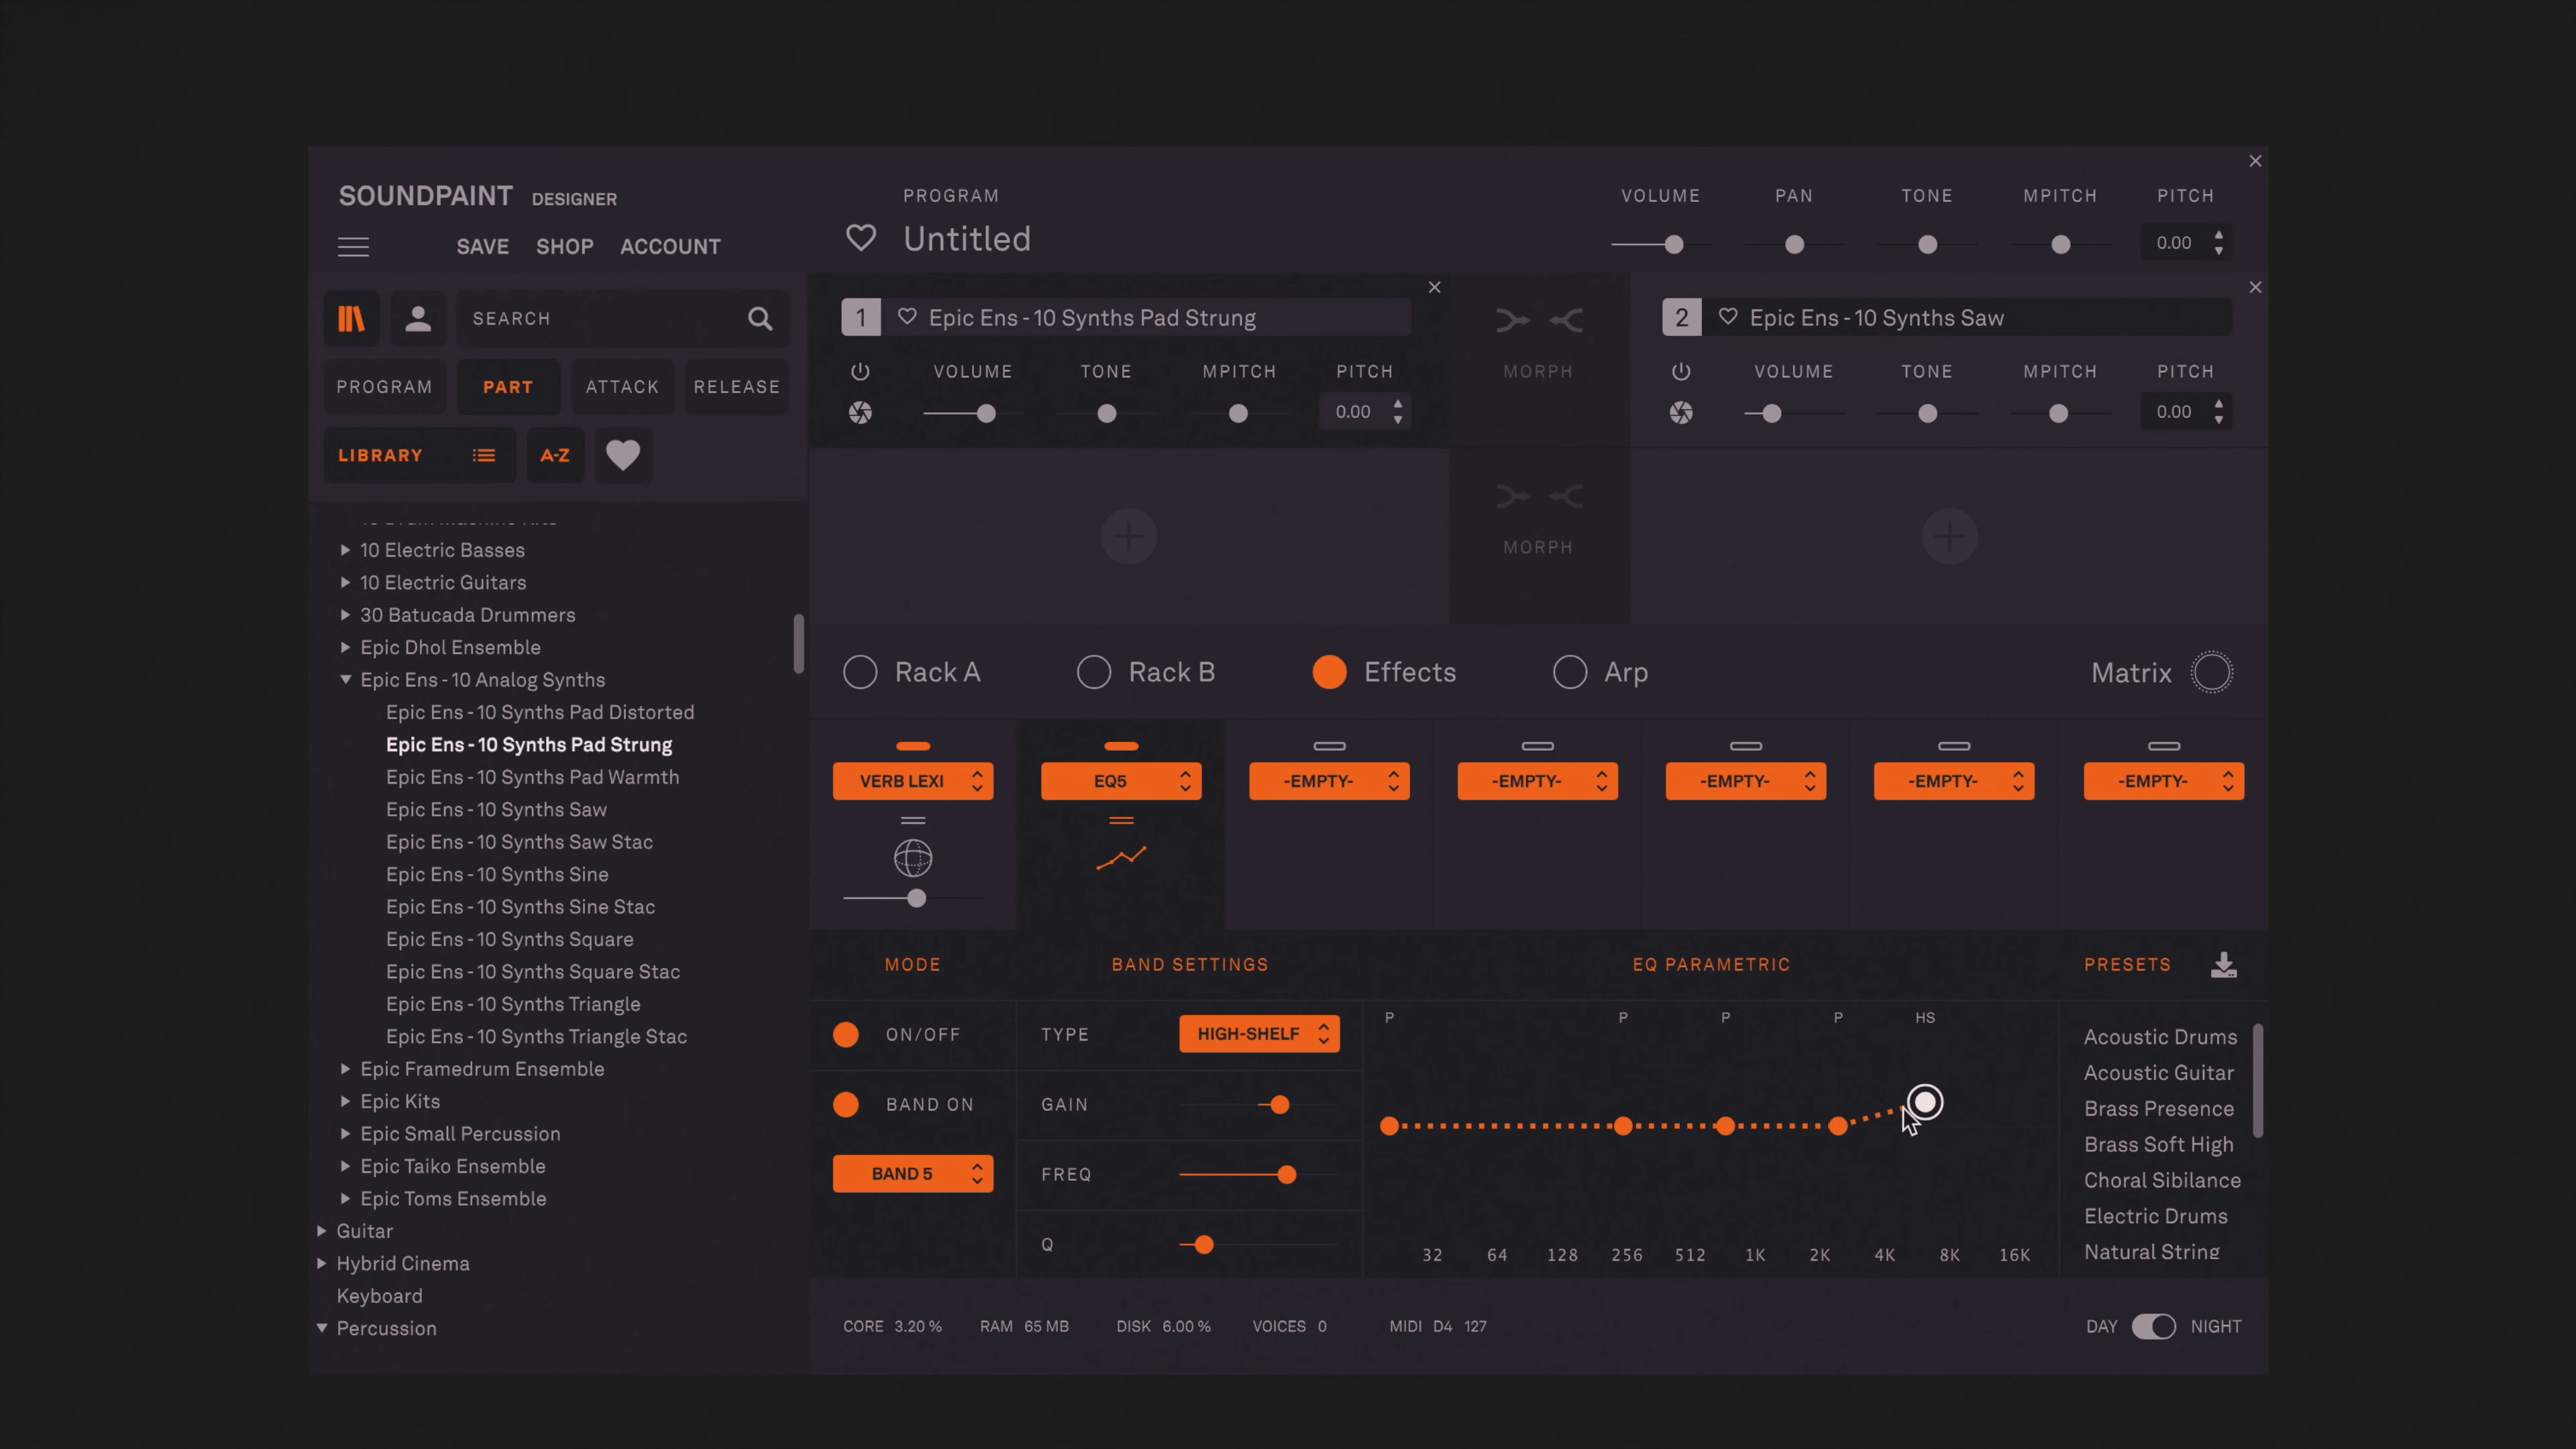 SOUNDPAINT DESIGNER
SAVE SHOP ACCOUNT
PROGRAM
Untitled
VOLUME PAN TONE MPITCH PITCH
0.00
SEARCH
PROGRAM PART ATTACK RELEASE
LIBRARY A-Z
1 Epic Ens - 10 Synths Pad Strung
VOLUME TONE MPITCH PITCH
0.00
MORPH
2 Epic Ens - 10 Synths Saw
VOLUME TONE MPITCH PITCH
0.00
MORPH
10 Electric Basses
10 Electric Guitars
30 Batucada Drummers
Epic Dhol Ensemble
Epic Ens - 10 Analog Synths
Epic Ens - 10 Synths Pad Distorted
Epic Ens - 10 Synths Pad Strung
Epic Ens - 10 Synths Pad Warmth
Epic Ens - 10 Synths Saw
Epic Ens - 10 Synths Saw Stac
Epic Ens - 10 Synths Sine
Epic Ens - 10 Synths Sine Stac
Epic Ens - 10 Synths Square
Epic Ens - 10 Synths Square Stac
Epic Ens - 10 Synths Triangle
Epic Ens - 10 Synths Triangle Stac
Epic Framedrum Ensemble
Epic Kits
Epic Small Percussion
Epic Taiko Ensemble
Epic Toms Ensemble
Guitar
Hybrid Cinema
Keyboard
Percussion
Rack A Rack B Effects Arp Matrix
VERB LEXI EQ5 -EMPTY- -EMPTY- -EMPTY- -EMPTY- -EMPTY-
MODE BAND SETTINGS EQ PARAMETRIC PRESETS
ON/OFF
BAND ON
BAND 5
TYPE HIGH-SHELF
GAIN
FREQ
Q
P P P P HS
32 64 128 256 512 1K 2K 4K 8K 16K
Acoustic Drums
Acoustic Guitar
Brass Presence
Brass Soft High
Choral Sibilance
Electric Drums
Natural String
CORE 3.20 % RAM 65 MB DISK 6.00 % VOICES 0 MIDI D4 127
DAY NIGHT